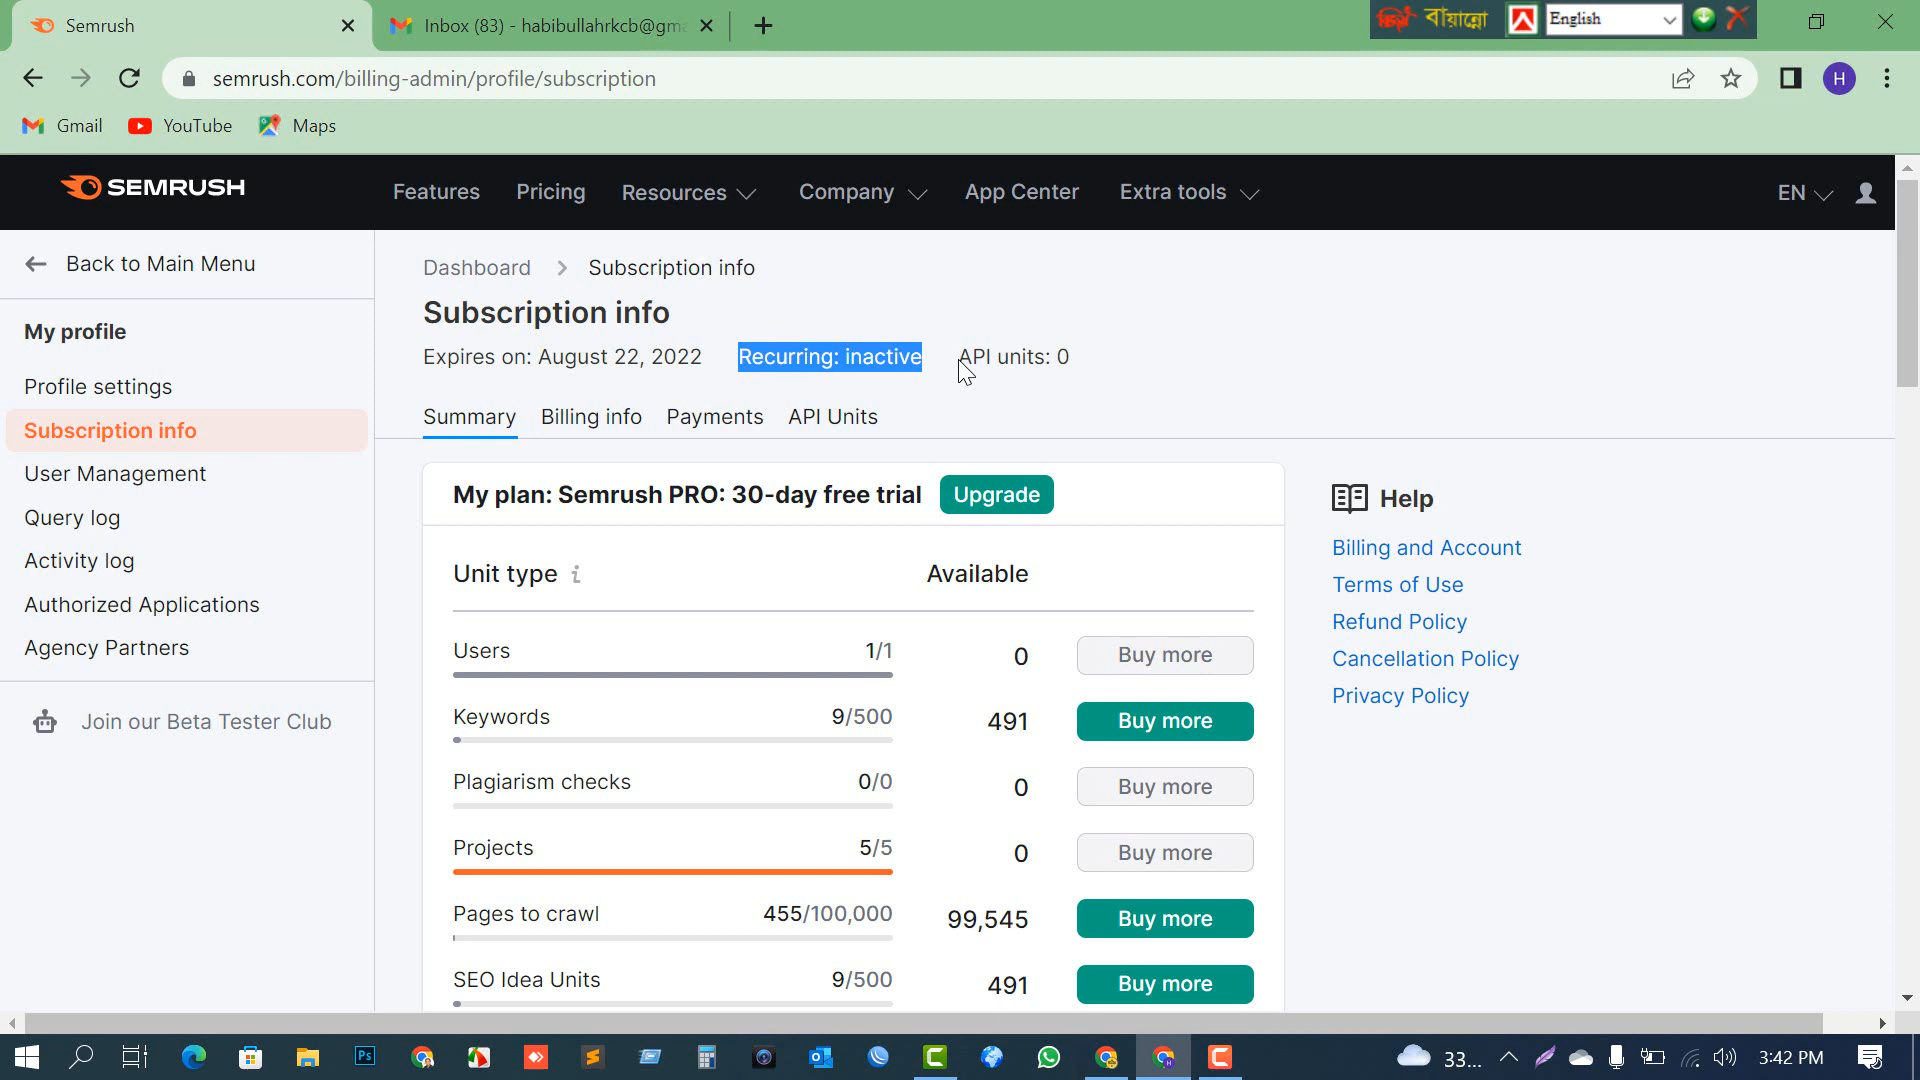 Semrush
Inbox (83) - habibullahrkcb@gm
English
semrush.com/billing-admin/profile/subscription
H
Gmail
YouTube
Maps
SEMRUSH
Features
Pricing
Resources
Company
App Center
Extra tools
EN
Back to Main Menu
My profile
Profile settings
Subscription info
User Management
Query log
Activity log
Authorized Applications
Agency Partners
Join our Beta Tester Club
Dashboard > Subscription info
Subscription info
Expires on: August 22, 2022 Recurring: inactive API units: 0
Summary Billing info Payments API Units
My plan: Semrush PRO: 30-day free trial Upgrade
Unit type i Available
Users 1/1 0 Buy more
Keywords 9/500 491 Buy more
Plagiarism checks 0/0 0 Buy more
Projects 5/5 0 Buy more
Pages to crawl 455/100,000 99,545 Buy more
SEO Idea Units 9/500 491 Buy more
Help
Billing and Account
Terms of Use
Refund Policy
Cancellation Policy
Privacy Policy
Ps
33...
3:42 PM